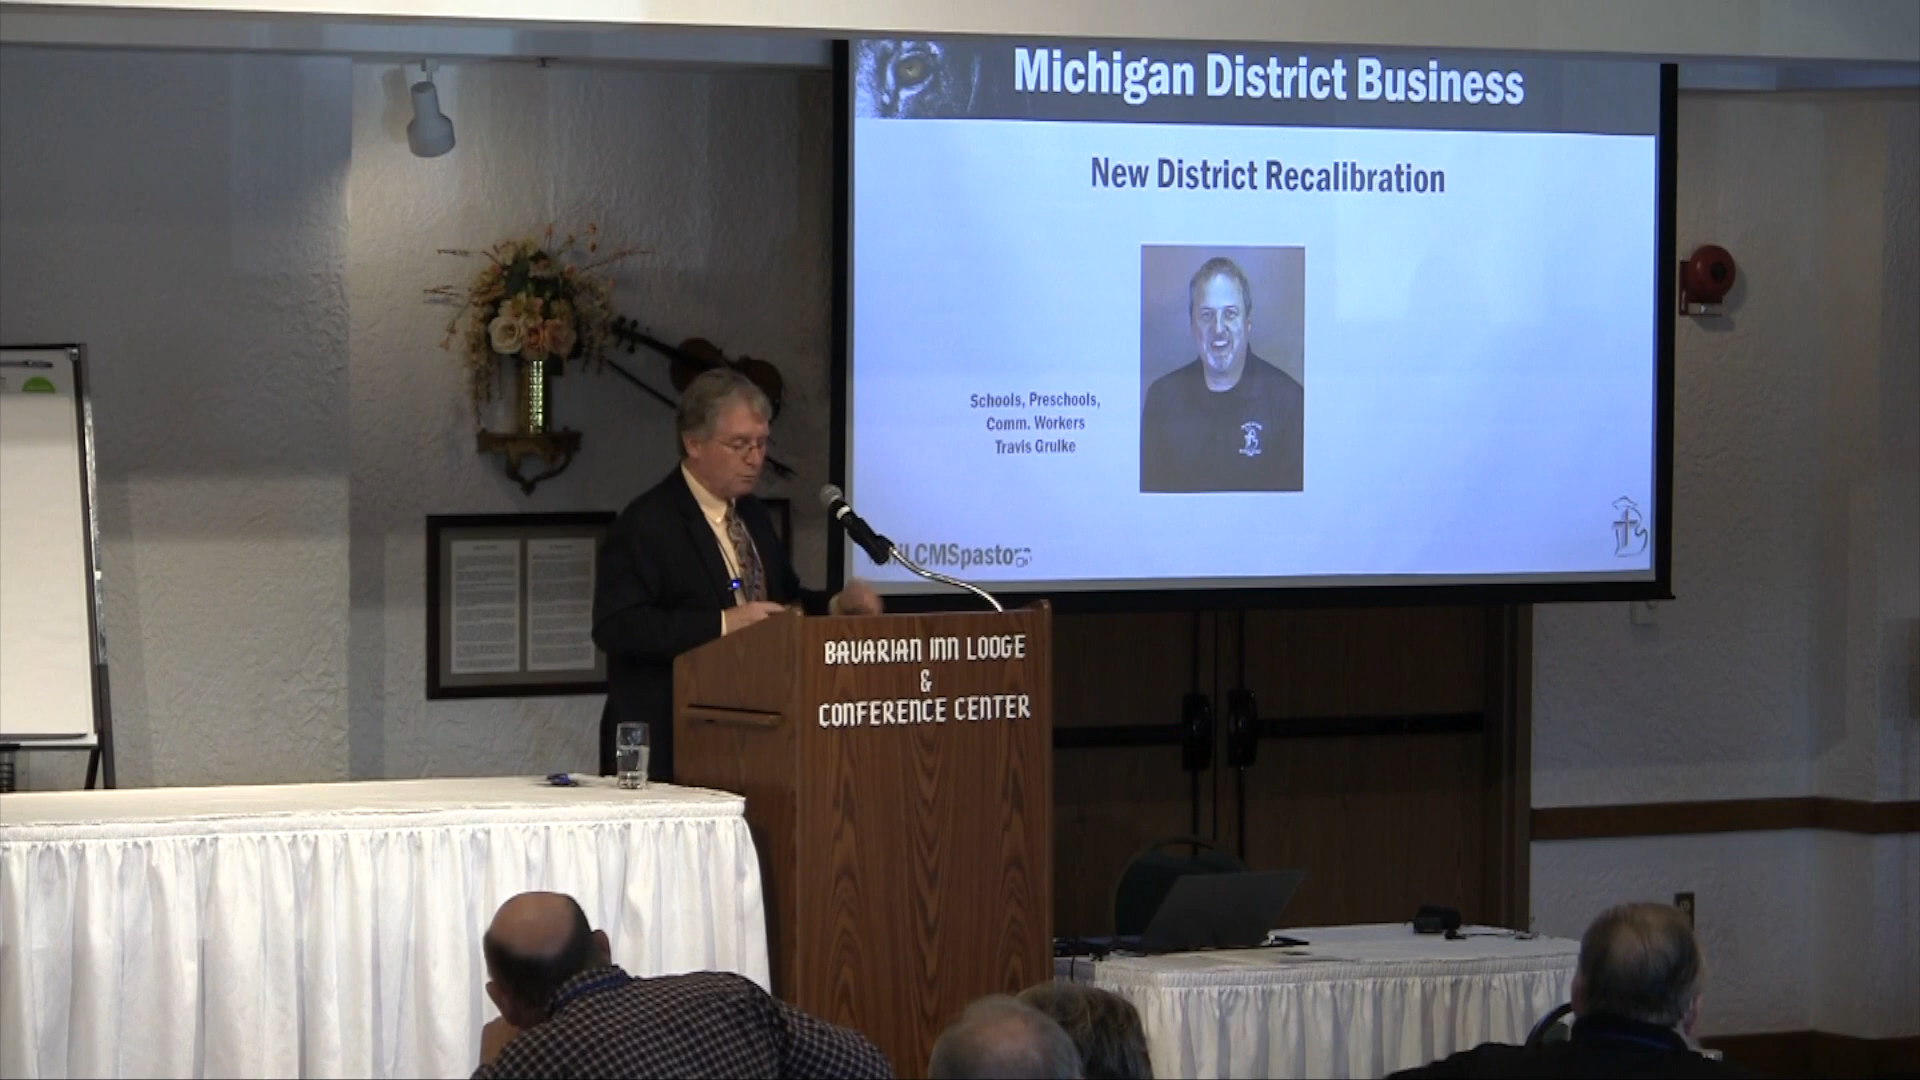 Michigan District Business
New District Recalibration
Schools, Preschools,
Comm. Workers
Travis Grulke
BAVARIAN INN LODGE
&
CONFERENCE CENTER